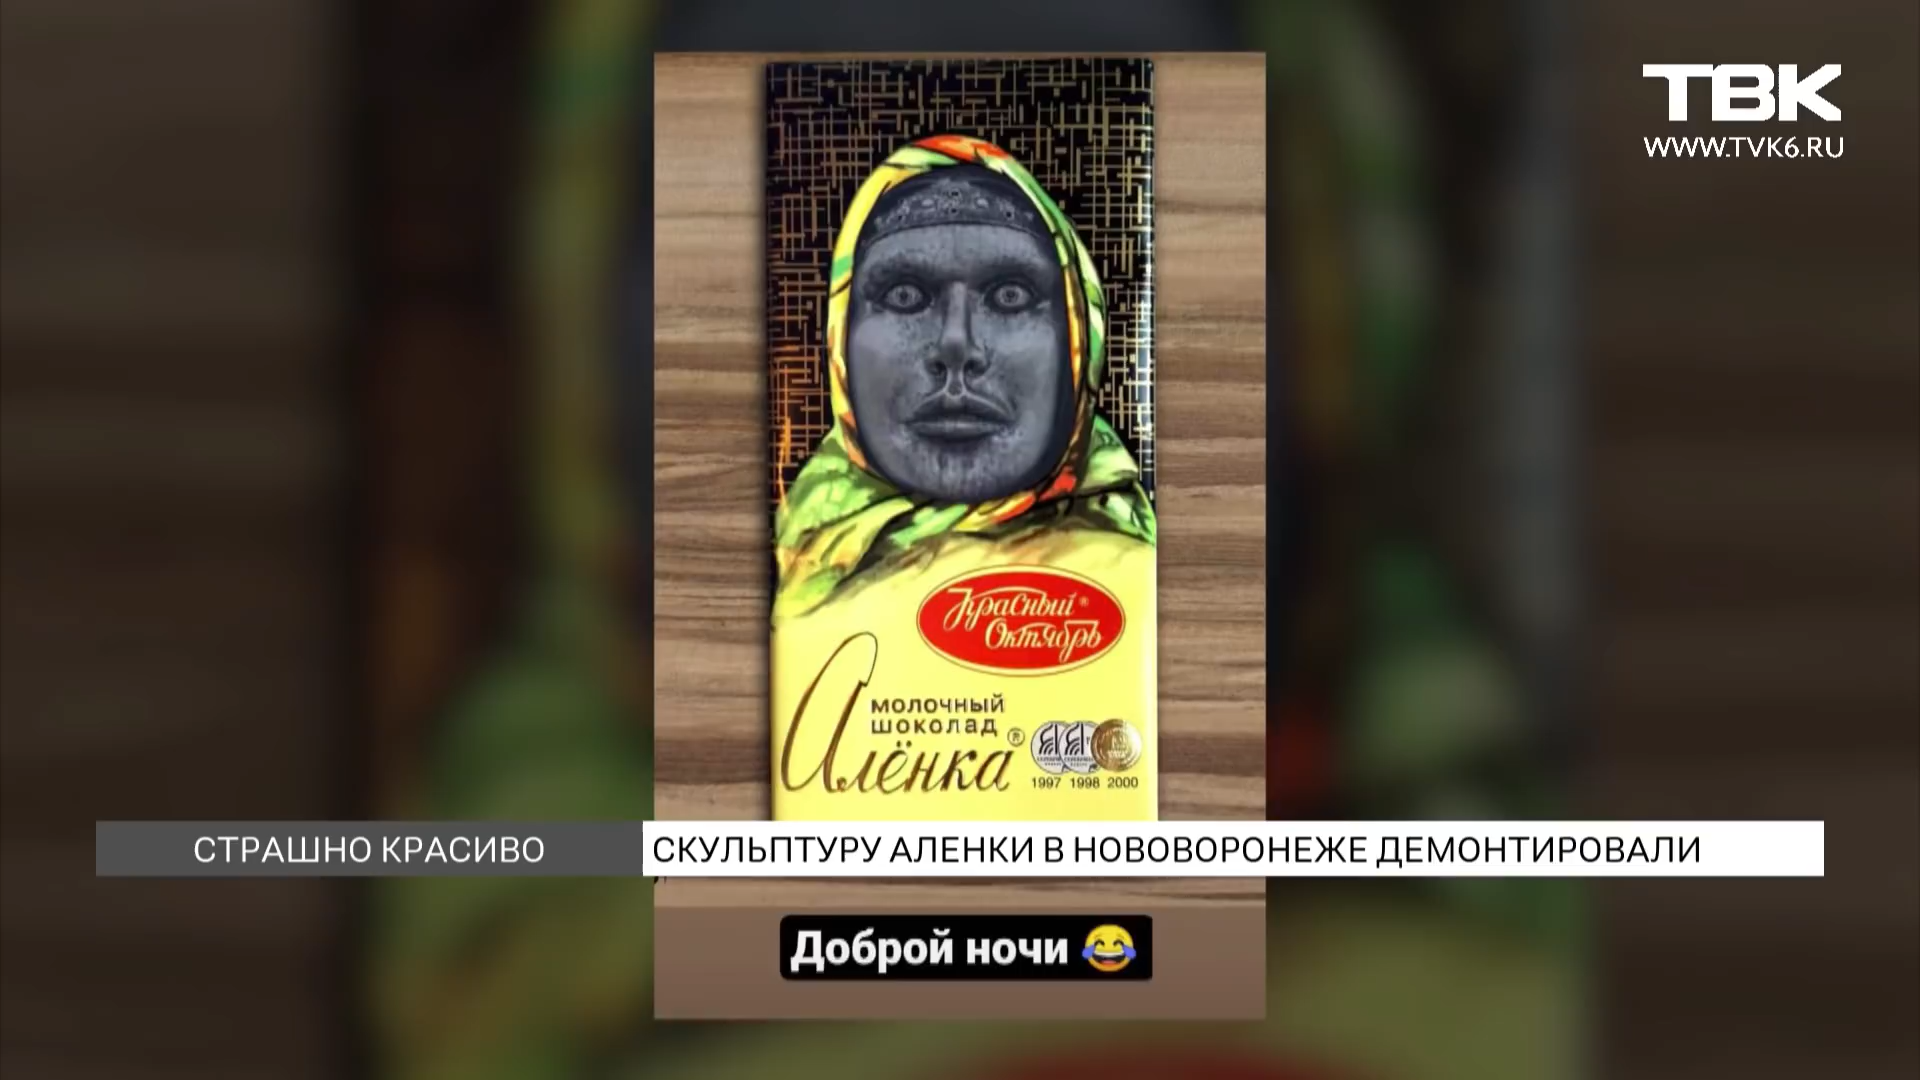 ТВК
WWW.TVK6.RU
Красный®
Октябрь
МОЛОЧНЫЙ
ШОКОЛАД
Алёнка®
1997 1998 2000
СТРАШНО КРАСИВО
СКУЛЬПТУРУ АЛЕНКИ В НОВОВОРОНЕЖЕ ДЕМОНТИРОВАЛИ
Доброй ночи 😂